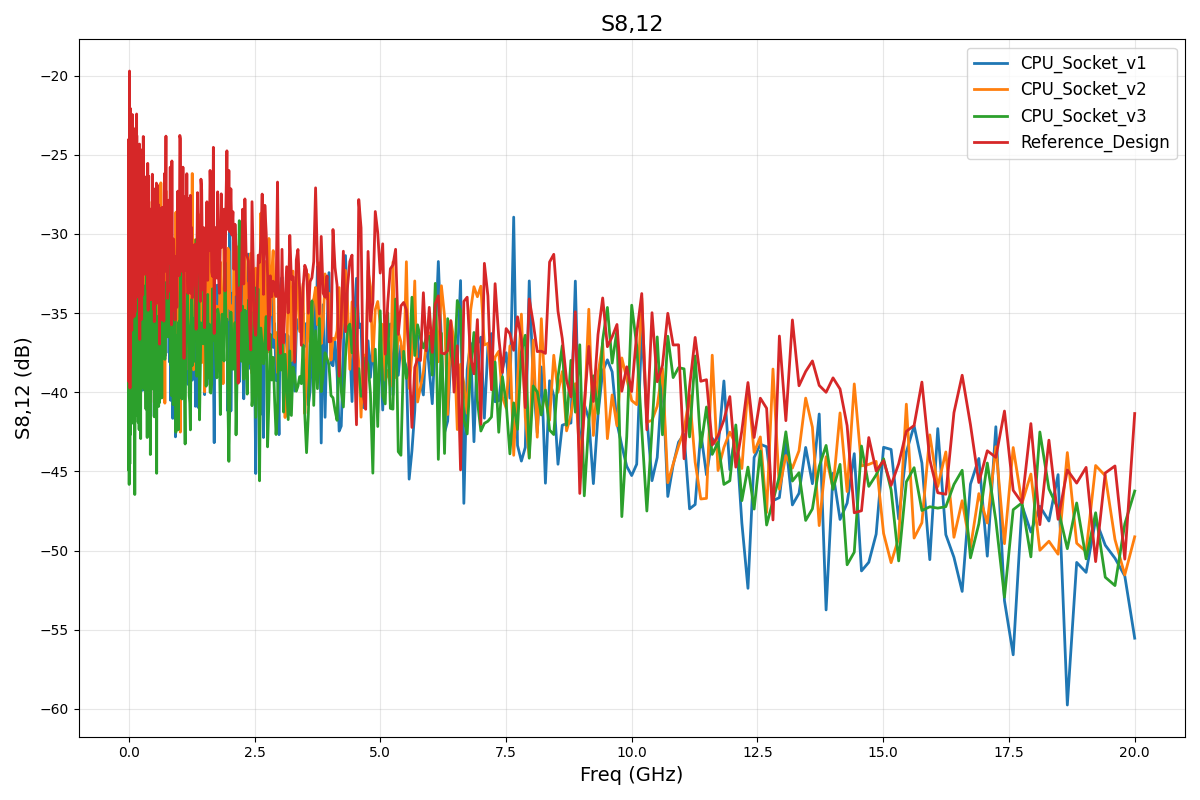 S8,12
CPU_Socket_v1
CPU_Socket_v2
CPU_Socket_v3
Reference_Design
S8,12 (dB)
−20
−25
−30
−35
−40
−45
−50
−55
−60
0.0 2.5 5.0 7.5 10.0 12.5 15.0 17.5 20.0
Freq (GHz)